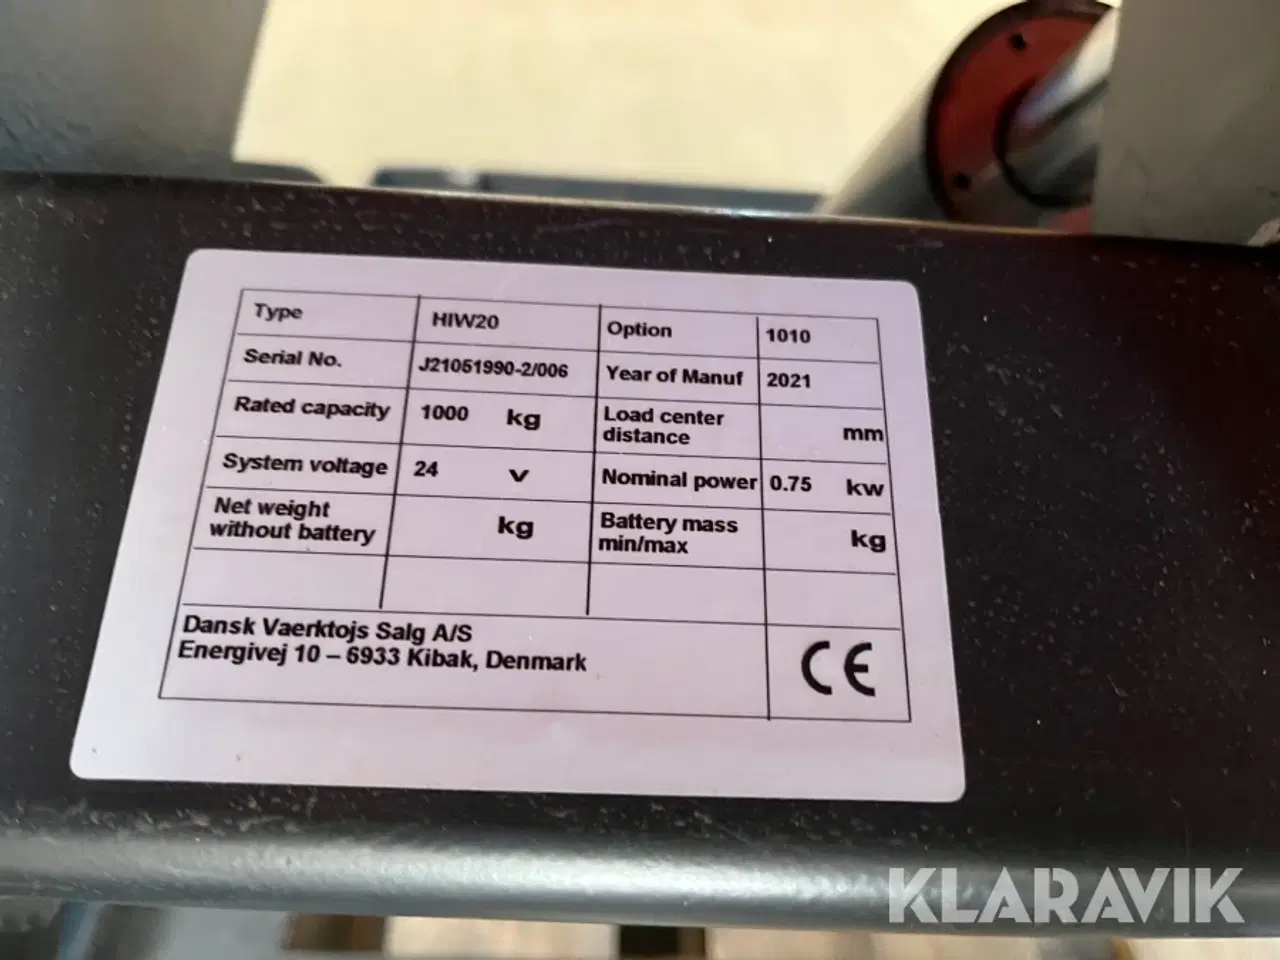 Type HIW20 Option 1010
Serial No. J21051990-2/006 Year of Manuf 2021
Rated capacity 1000 kg Load center distance mm
System voltage 24 V Nominal power 0.75 kw
Net weight without battery kg Battery mass min/max kg
Dansk Vaerktojs Salg A/S
Energivej 10 – 6933 Kibak, Denmark
CE
KLARAVIK